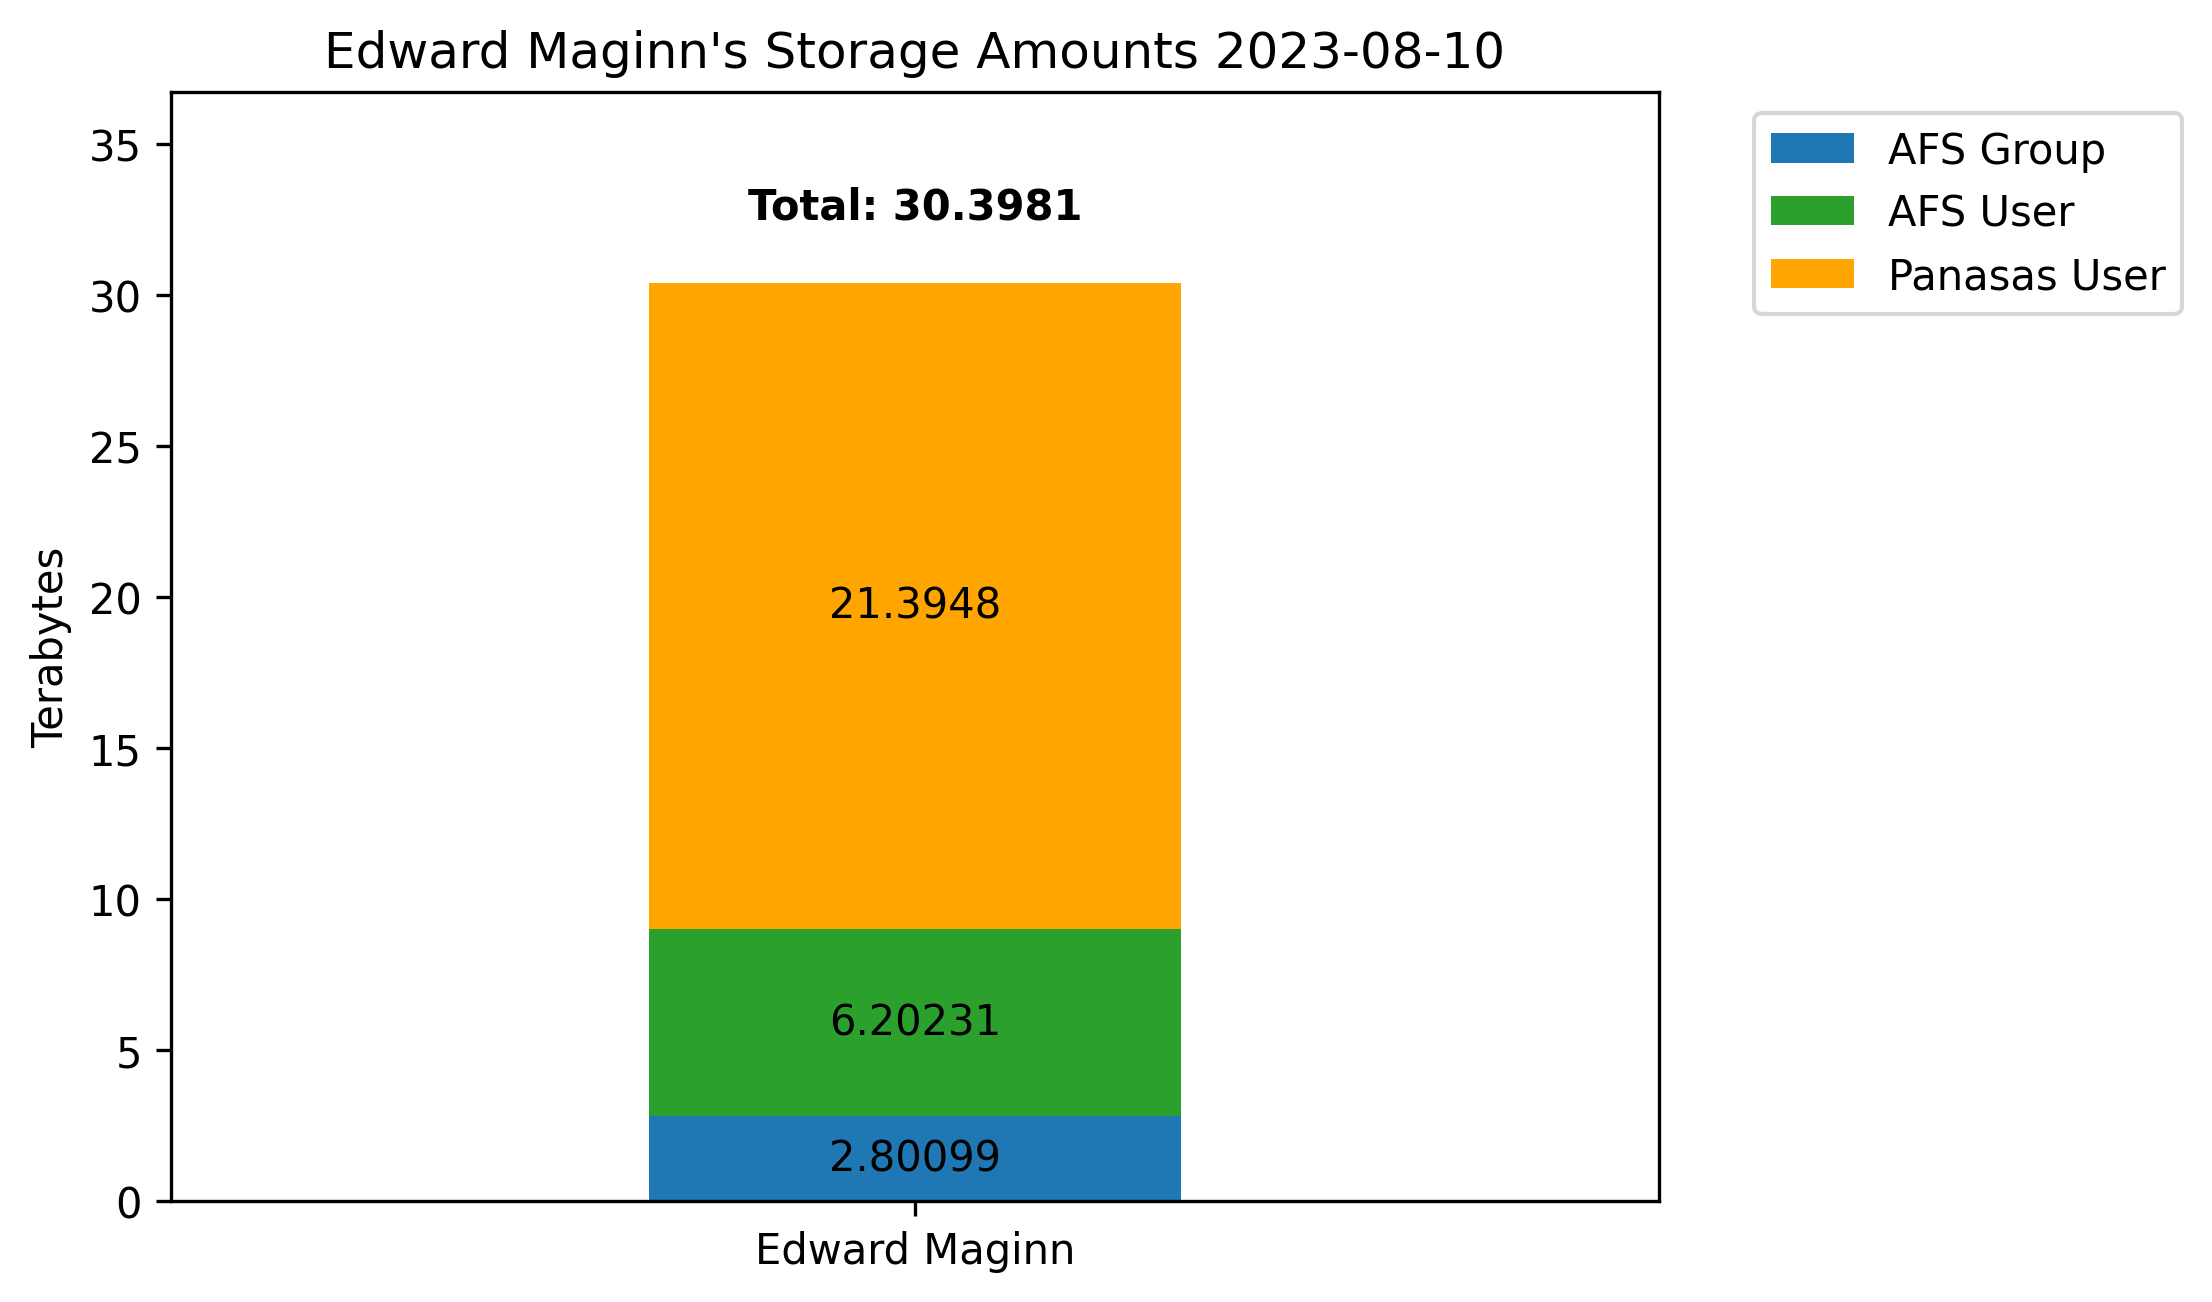 Edward Maginn's Storage Amounts 2023-08-10
AFS Group
AFS User
Panasas User
Terabytes
35
30
25
20
15
10
5
0
Total: 30.3981
21.3948
6.20231
2.80099
Edward Maginn